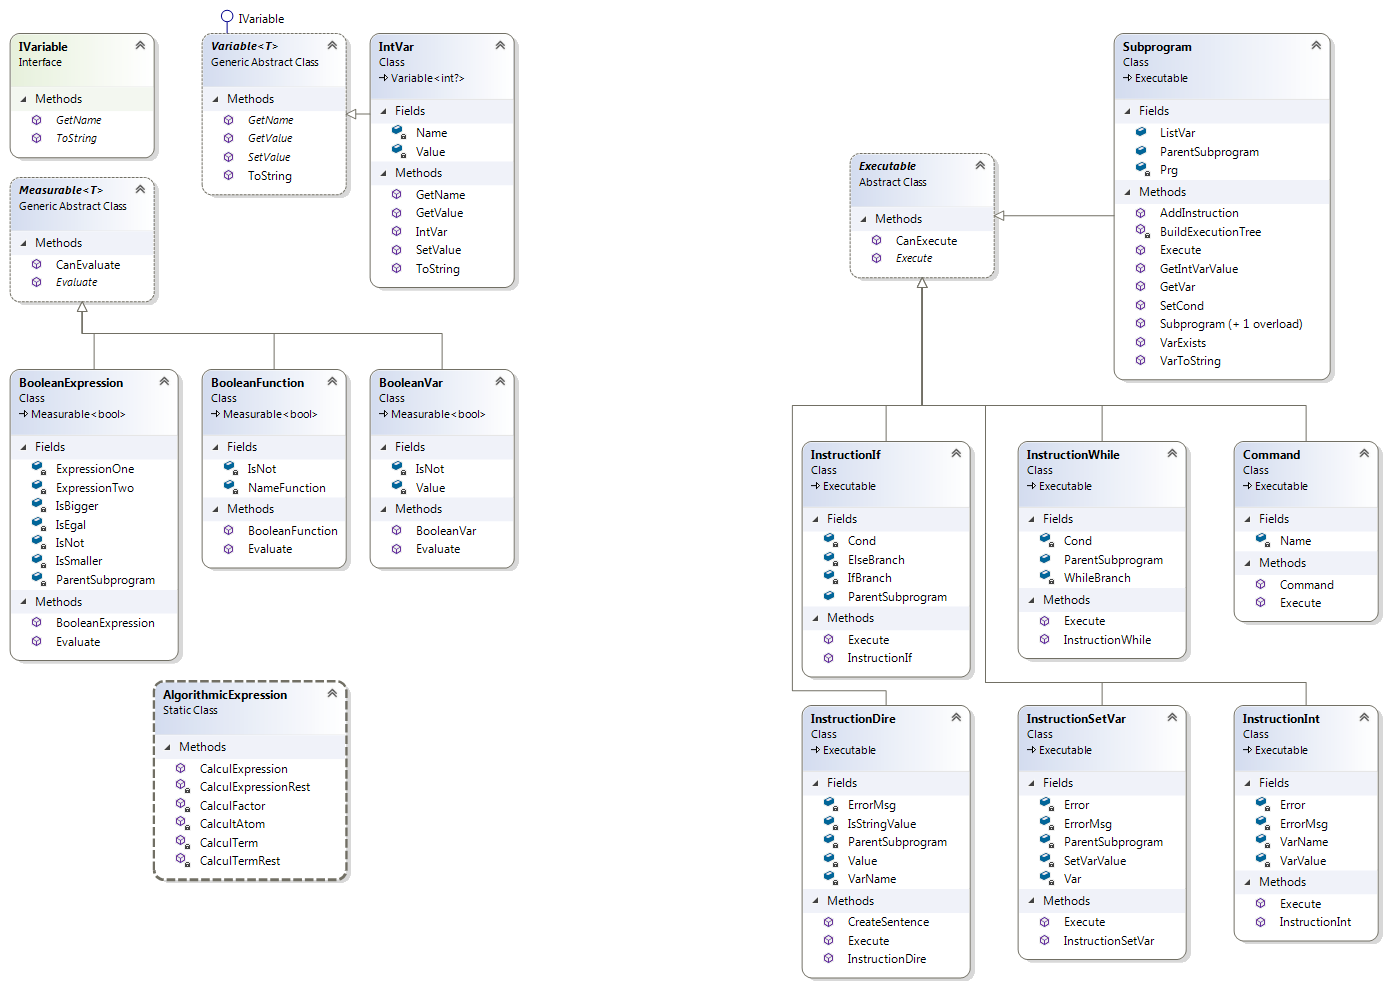 IVariable
IVariable
Interface
Methods
GetName
ToString
Variable<T>
Generic Abstract Class
Methods
GetName
GetValue
SetValue
ToString
IntVar
Class
Variable<int?>
Fields
Name
Value
Methods
GetName
GetValue
IntVar
SetValue
ToString
Measurable<T>
Generic Abstract Class
Methods
CanEvaluate
Evaluate
BooleanExpression
Class
Measurable<bool>
Fields
ExpressionOne
ExpressionTwo
IsBigger
IsEgal
IsNot
IsSmaller
ParentSubprogram
Methods
BooleanExpression
Evaluate
BooleanFunction
Class
Measurable<bool>
Fields
IsNot
NameFunction
Methods
BooleanFunction
Evaluate
BooleanVar
Class
Measurable<bool>
Fields
IsNot
Value
Methods
BooleanVar
Evaluate
AlgorithmicExpression
Static Class
Methods
CalculExpression
CalculExpressionRest
CalculFactor
CalcultAtom
CalculTerm
CalculTermRest
Executable
Abstract Class
Methods
CanExecute
Execute
Subprogram
Class
Executable
Fields
ListVar
ParentSubprogram
Prg
Methods
AddInstruction
BuildExecutionTree
Execute
GetIntVarValue
GetVar
SetCond
Subprogram (+ 1 overload)
VarExists
VarToString
InstructionIf
Class
Executable
Fields
Cond
ElseBranch
IfBranch
ParentSubprogram
Methods
Execute
InstructionIf
InstructionWhile
Class
Executable
Fields
Cond
ParentSubprogram
WhileBranch
Methods
Execute
InstructionWhile
Command
Class
Executable
Fields
Name
Methods
Command
Execute
InstructionDire
Class
Executable
Fields
ErrorMsg
IsStringValue
ParentSubprogram
Value
VarName
Methods
CreateSentence
Execute
InstructionDire
InstructionSetVar
Class
Executable
Fields
Error
ErrorMsg
ParentSubprogram
SetVarValue
Var
Methods
Execute
InstructionSetVar
InstructionInt
Class
Executable
Fields
Error
ErrorMsg
VarName
VarValue
Methods
Execute
InstructionInt